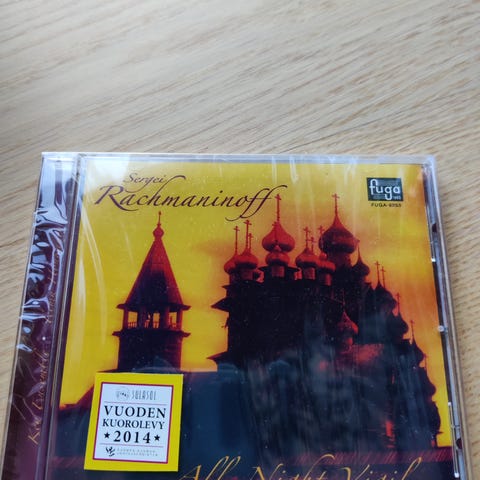 Sergei
Rachmaninoff
fuga
FUGA-9353
SULASOL
VUODEN
KUOROLEVY
★ 2014 ★
All-Night Vigil